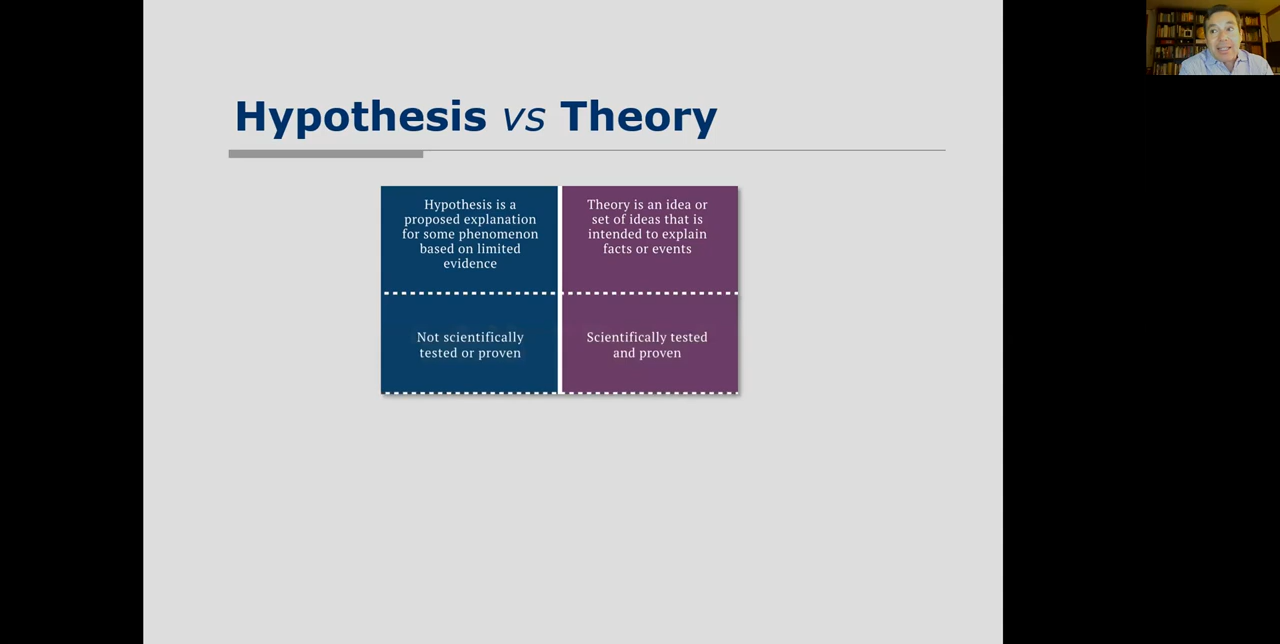 Hypothesis vs Theory
Hypothesis is a
proposed explanation
for some phenomenon
based on limited
evidence
Theory is an idea or
set of ideas that is
intended to explain
facts or events
Not scientifically
tested or proven
Scientifically tested
and proven